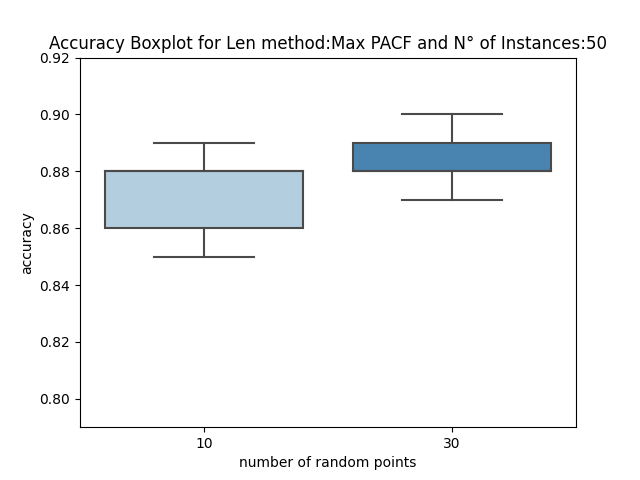 Accuracy Boxplot for Len method:Max PACF and N° of Instances:50
0.92
0.90
0.88
0.86
0.84
0.82
0.80
accuracy
10 30
number of random points